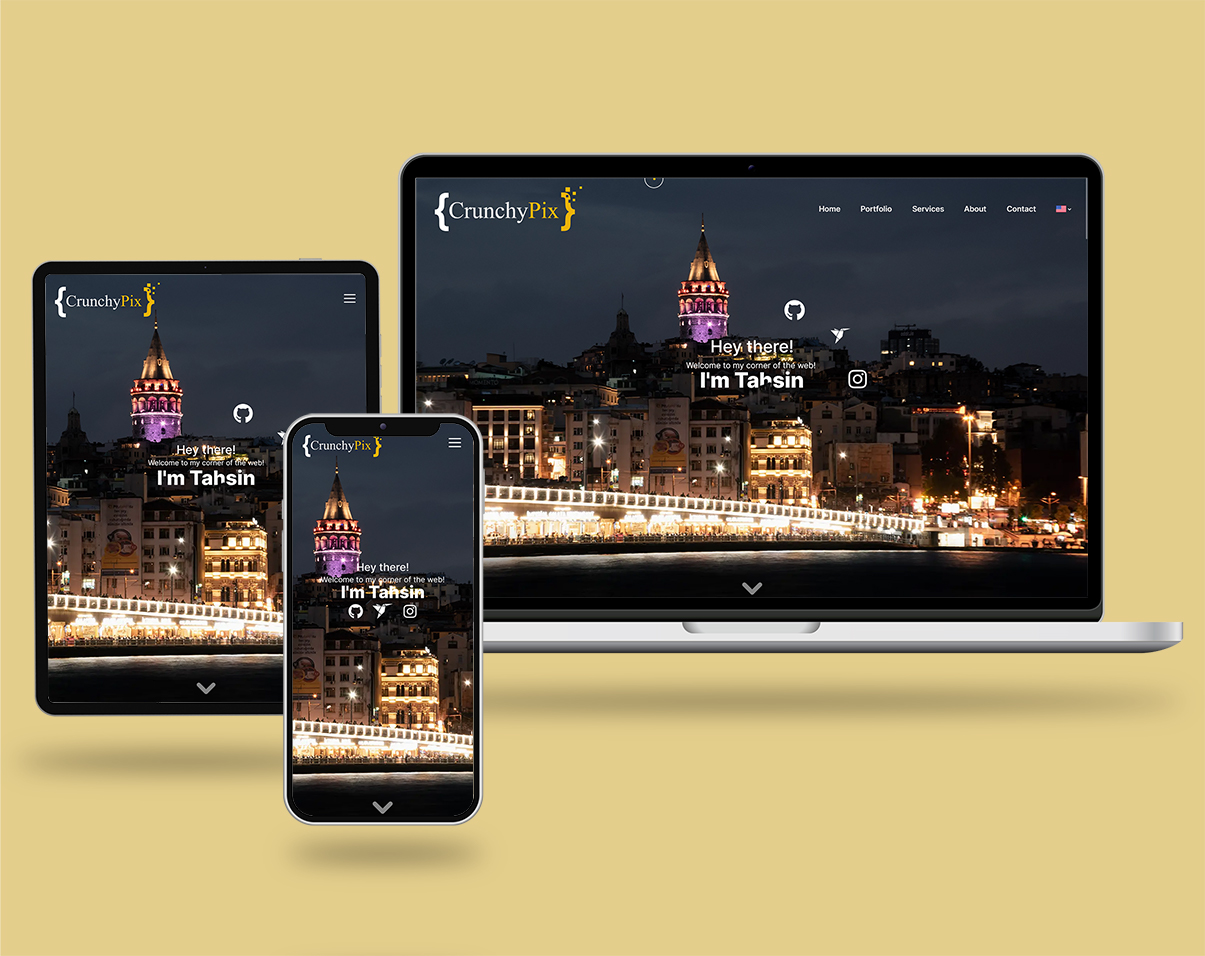 {CrunchyPix}
Home Portfolio Services About Contact
Hey there!
Welcome to my corner of the web!
I'm Tahsin
{CrunchyPix}
Hey there!
Welcome to my corner of the web!
I'm Tahsin
{CrunchyPix}
Hey there!
Welcome to my corner of the web!
I'm Tahsin